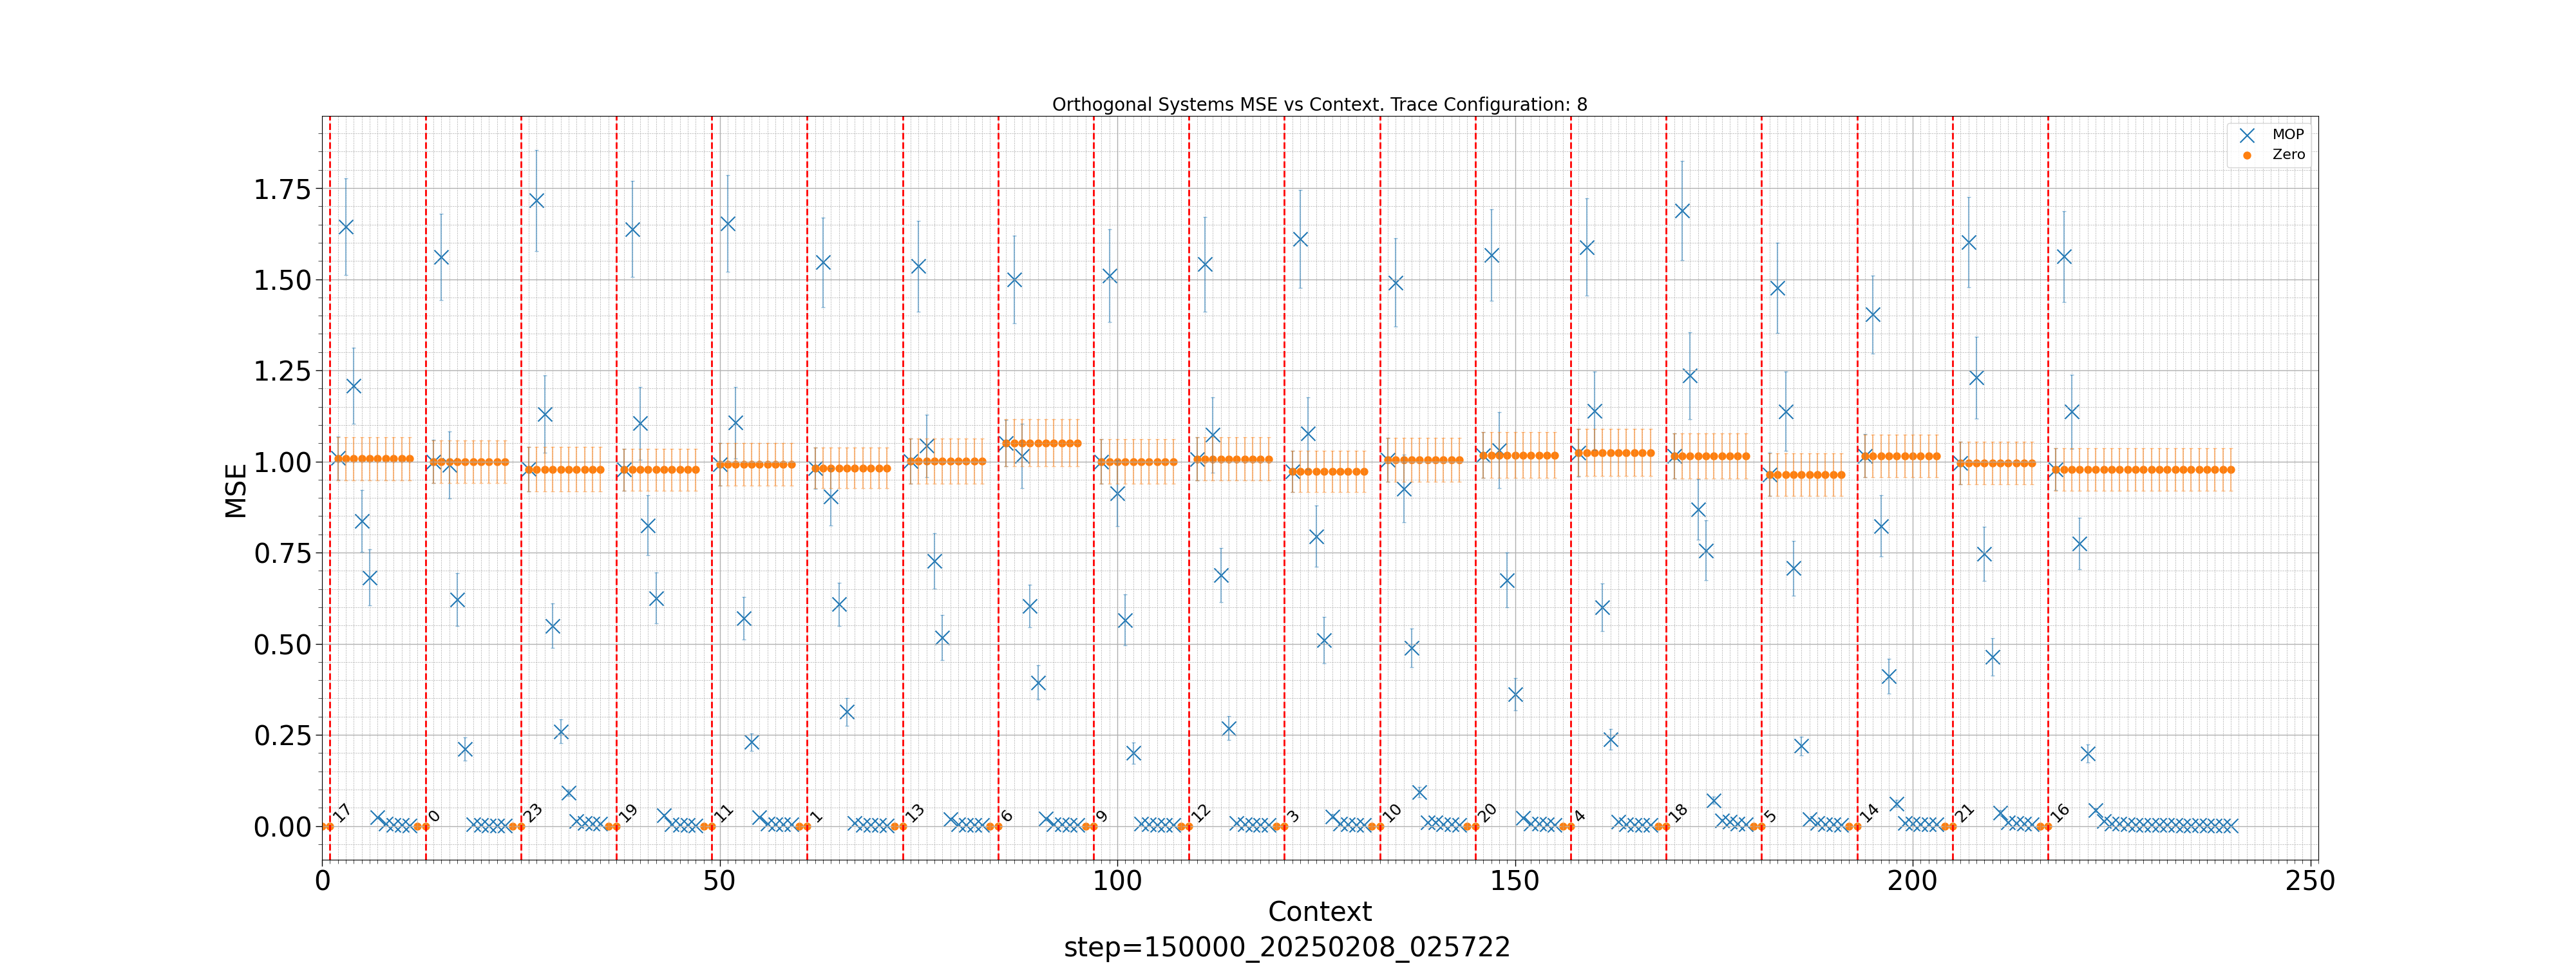 Orthogonal Systems MSE vs Context. Trace Configuration: 8
MOP
Zero
MSE
1.75
1.50
1.25
1.00
0.75
0.50
0.25
0.00
17 0 23 19 11 1 13 6 9 12 3 10 20 4 18 5 14 21 16
0 50 100 150 200 250
Context
step=150000_20250208_025722